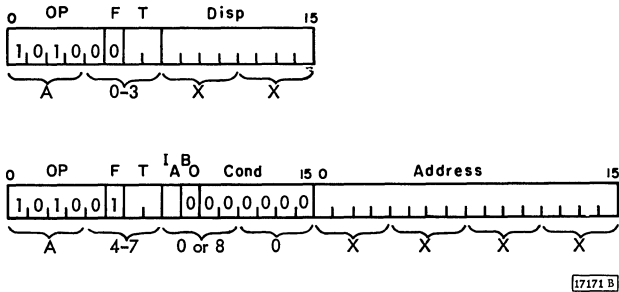 OP F T Disp
0 15
1 0 1 0 0 0
A 0-3 X X
I B
0 OP F T A O Cond 15 0 Address 15
1 0 1 0 0 1 0 0 0 0 0 0 0
A 4-7 0 or 8 0 X X X X
17171 B